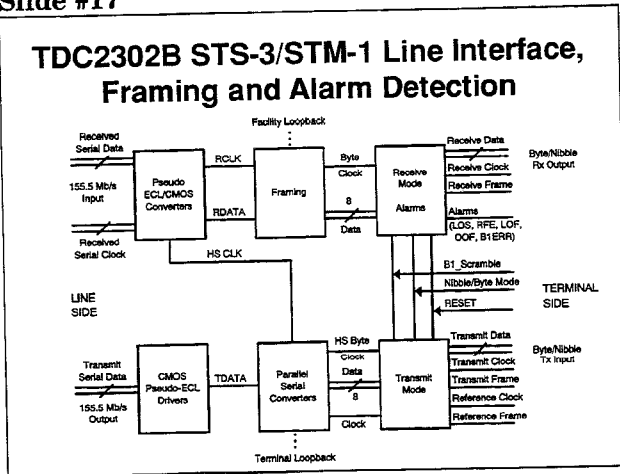 Slide #17
TDC2302B STS-3/STM-1 Line Interface,
Framing and Alarm Detection
Facility Loopback
Received
Serial Data
155.5 Mb/s
Input
Received
Serial Clock
Pseudo
ECL/CMOS
Converters
RCLK
RDATA
HS CLK
Framing
Byte
Clock
8
Data
Receive
Mode
Alarms
Receive Data
Receive Clock
Receive Frame
Alarms
(LOS, RFE, LOF,
OOF, B1ERR)
Byte/Nibble
Rx Output
B1_Scramble
Nibble/Byte Mode
RESET
LINE
SIDE
TERMINAL
SIDE
Transmit
Serial Data
155.5 Mb/s
Output
CMOS
Pseudo-ECL
Drivers
TDATA
Parallel
Serial
Converters
HS Byte
Clock
Data
8
Clock
Transmit
Mode
Transmit Data
Transmit Clock
Transmit Frame
Reference Clock
Reference Frame
Byte/Nibble
Tx Input
Terminal Loopback